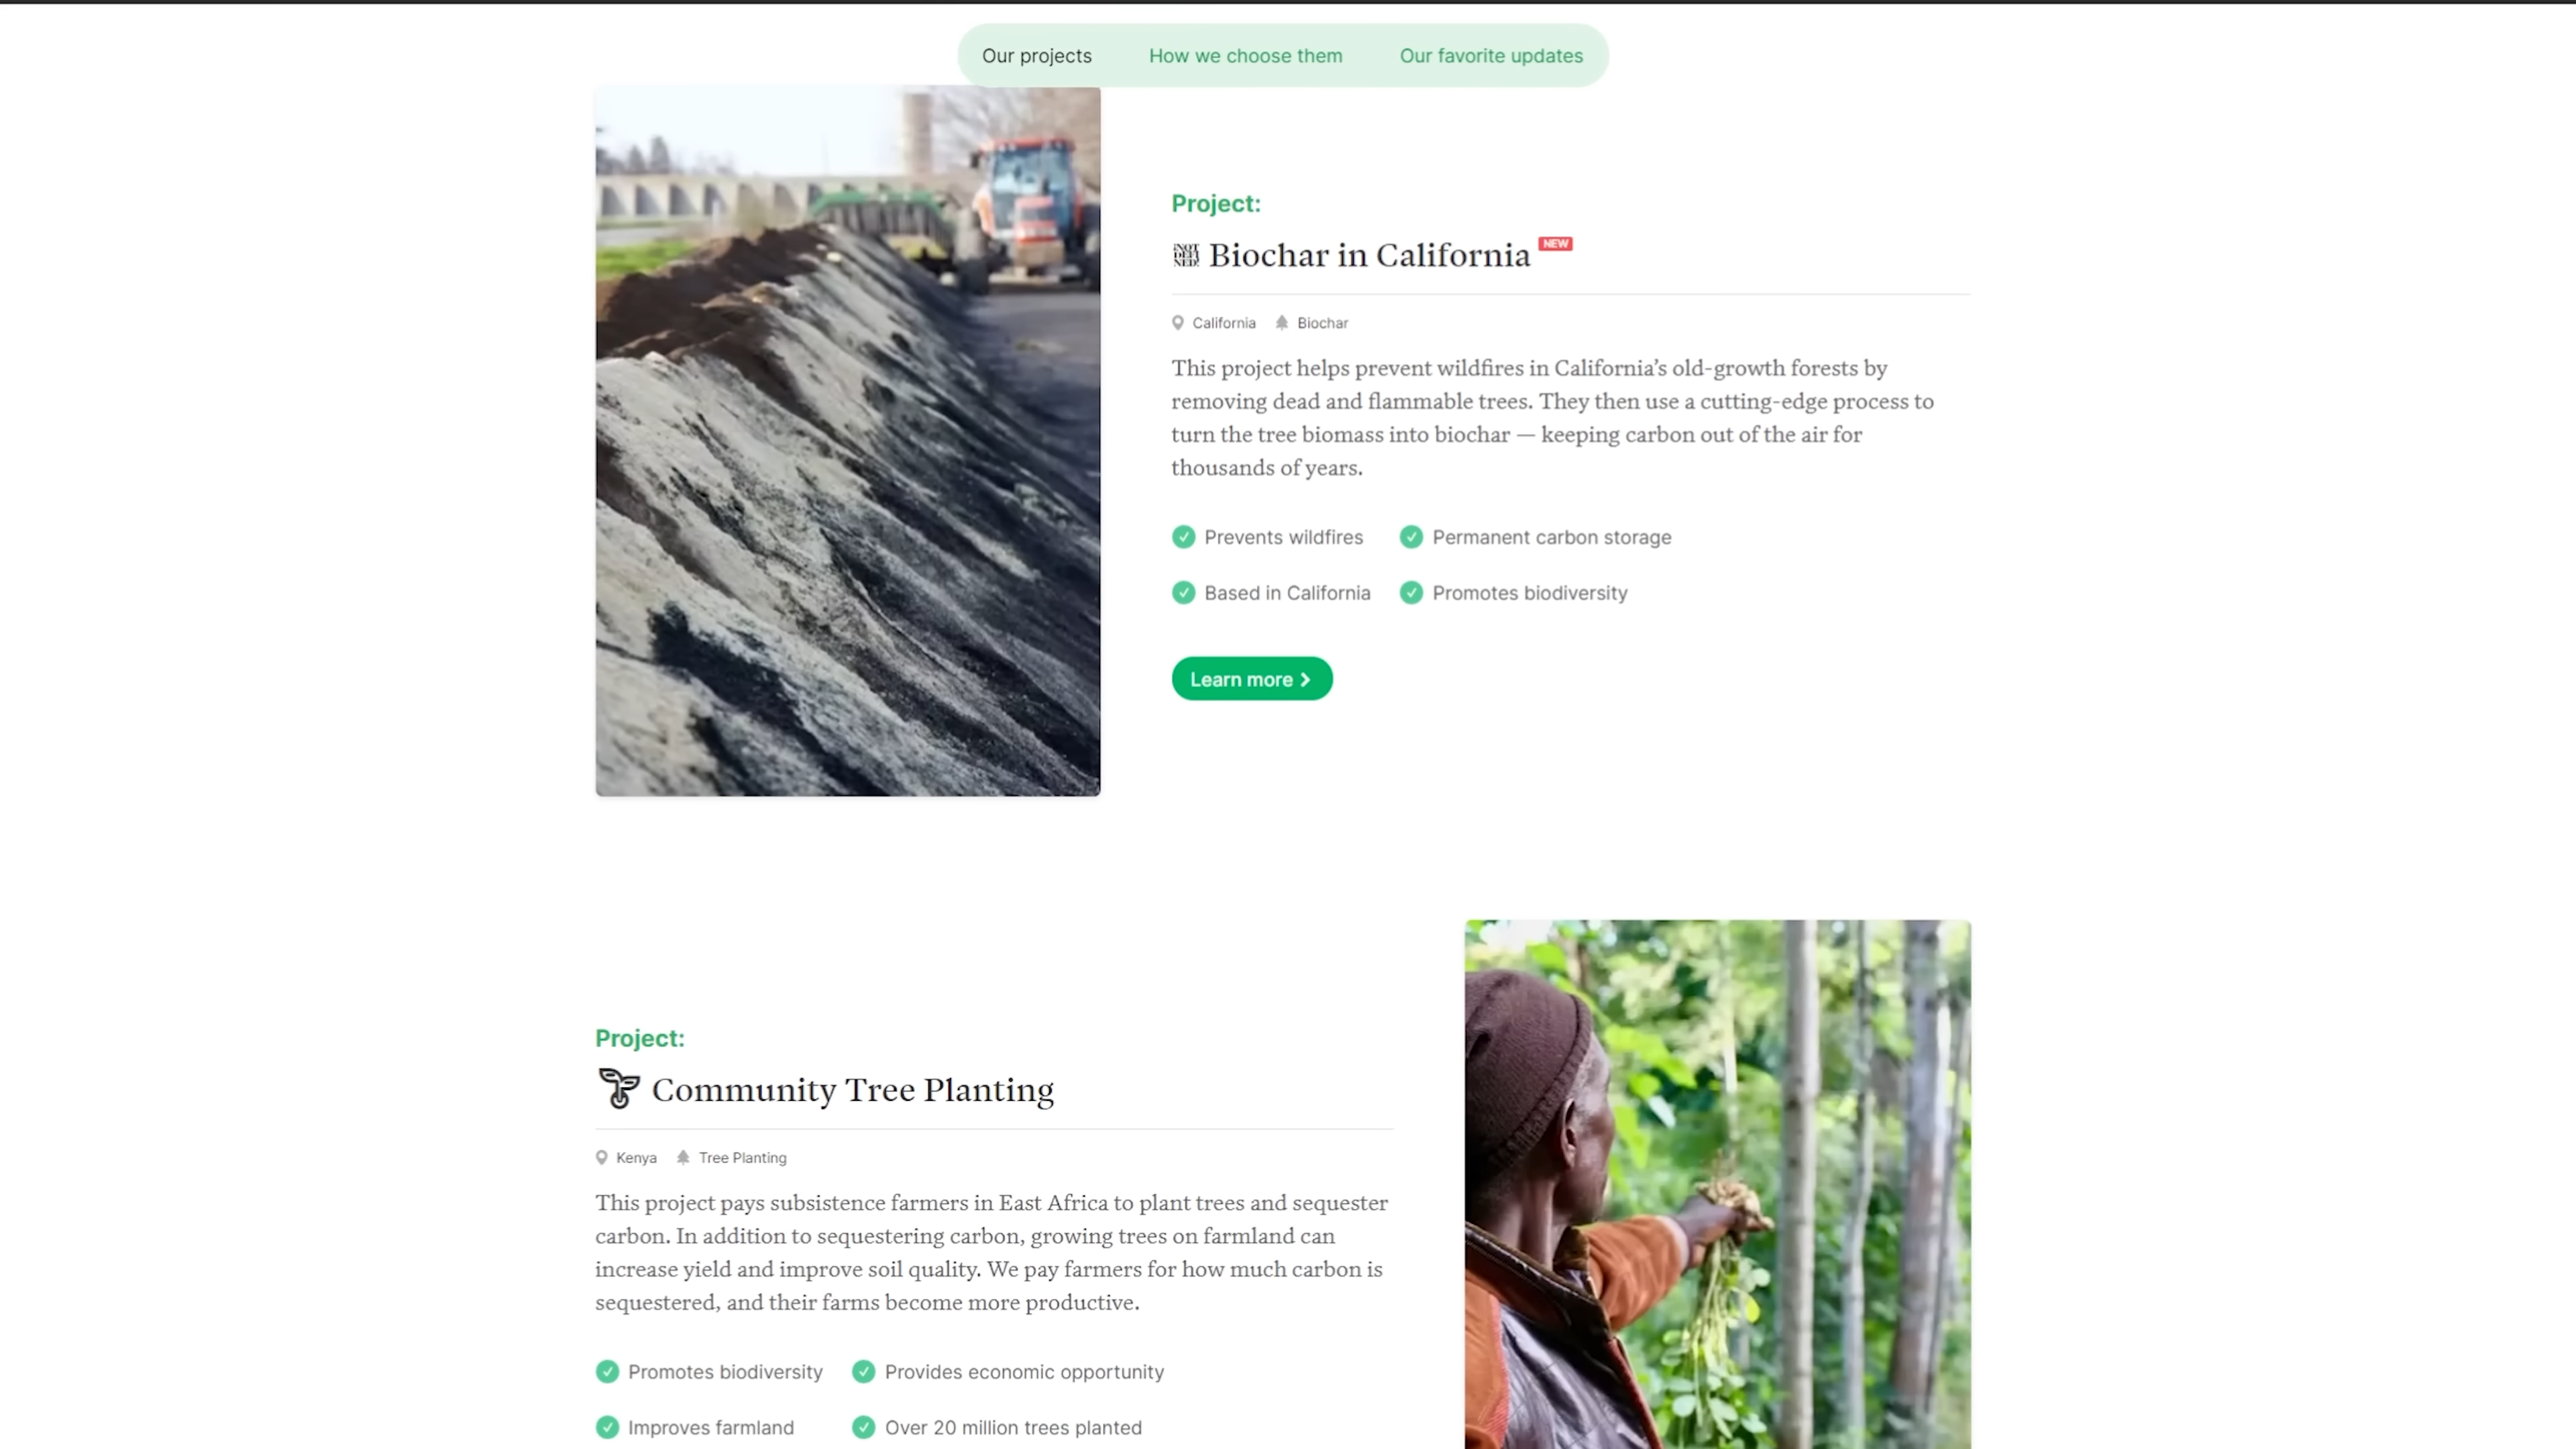 Our projects How we choose them Our favorite updates
Project:
Biochar in California NEW
California Biochar
This project helps prevent wildfires in California’s old-growth forests by
removing dead and flammable trees. They then use a cutting-edge process to
turn the tree biomass into biochar — keeping carbon out of the air for
thousands of years.
Prevents wildfires Permanent carbon storage
Based in California Promotes biodiversity
Learn more
Project:
Community Tree Planting
Kenya Tree Planting
This project pays subsistence farmers in East Africa to plant trees and sequester
carbon. In addition to sequestering carbon, growing trees on farmland can
increase yield and improve soil quality. We pay farmers for how much carbon is
sequestered, and their farms become more productive.
Promotes biodiversity Provides economic opportunity
Improves farmland Over 20 million trees planted